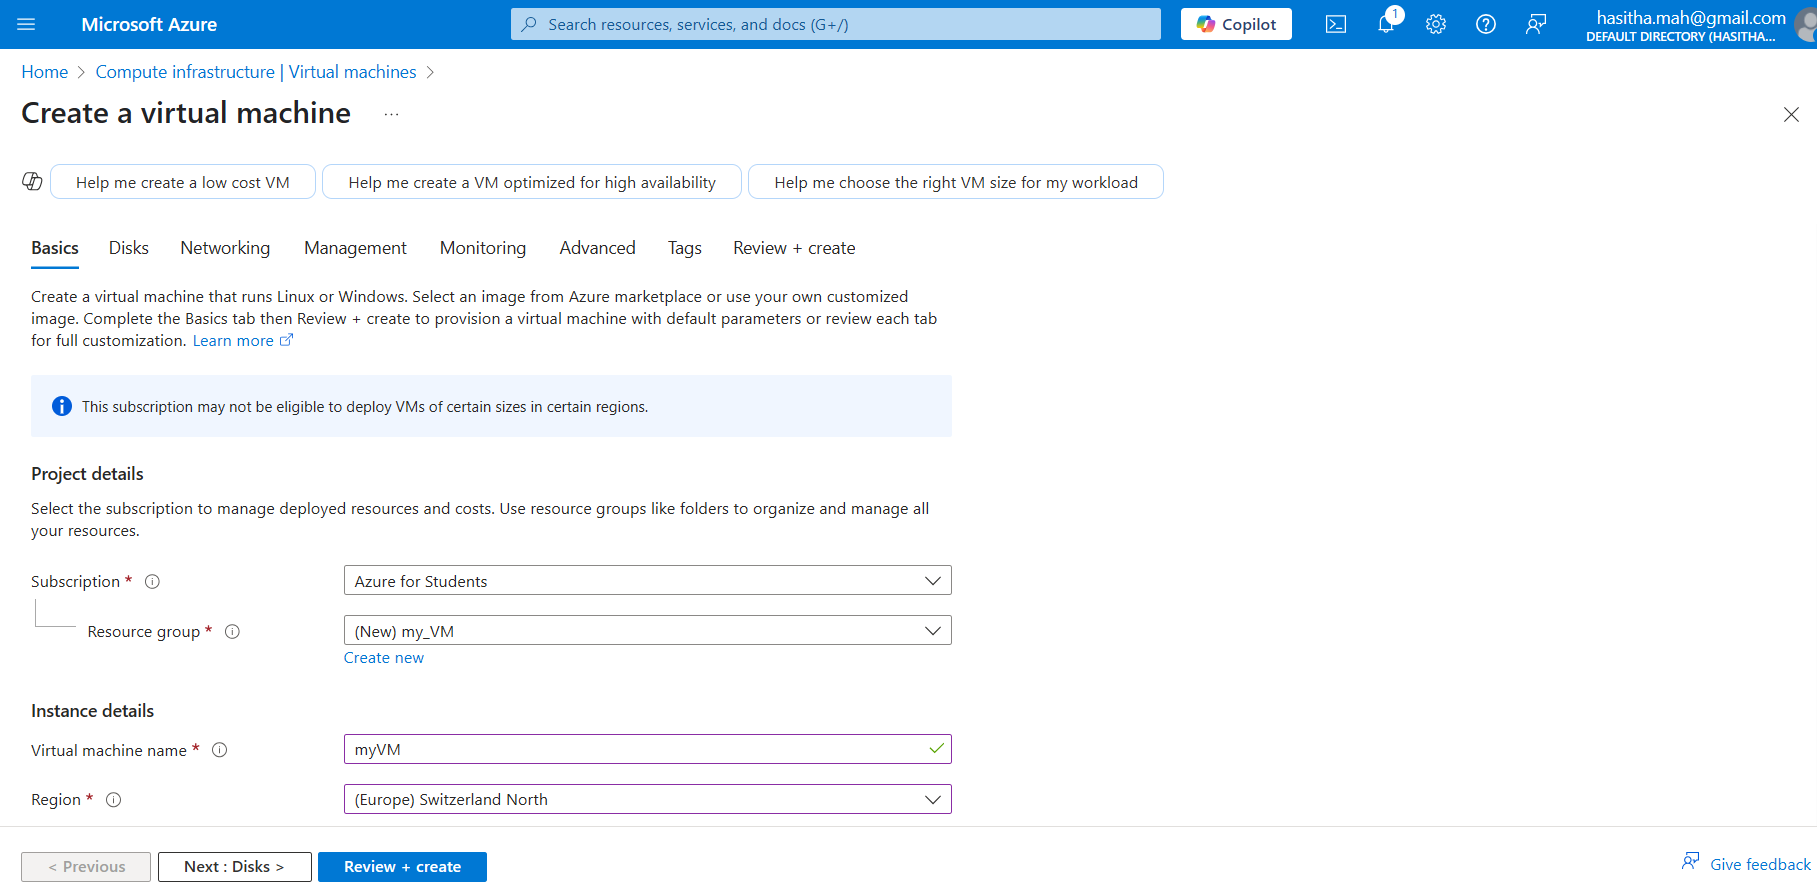 Microsoft Azure
Search resources, services, and docs (G+/)
Copilot
1
hasitha.mah@gmail.com
DEFAULT DIRECTORY (HASITHA...
Home > Compute infrastructure | Virtual machines >
Create a virtual machine ...
Help me create a low cost VM
Help me create a VM optimized for high availability
Help me choose the right VM size for my workload
Basics Disks Networking Management Monitoring Advanced Tags Review + create
Create a virtual machine that runs Linux or Windows. Select an image from Azure marketplace or use your own customized
image. Complete the Basics tab then Review + create to provision a virtual machine with default parameters or review each tab
for full customization. Learn more
This subscription may not be eligible to deploy VMs of certain sizes in certain regions.
Project details
Select the subscription to manage deployed resources and costs. Use resource groups like folders to organize and manage all
your resources.
Subscription * Azure for Students
Resource group * (New) my_VM
Create new
Instance details
Virtual machine name * myVM
Region * (Europe) Switzerland North
< Previous
Next : Disks >
Review + create
Give feedback